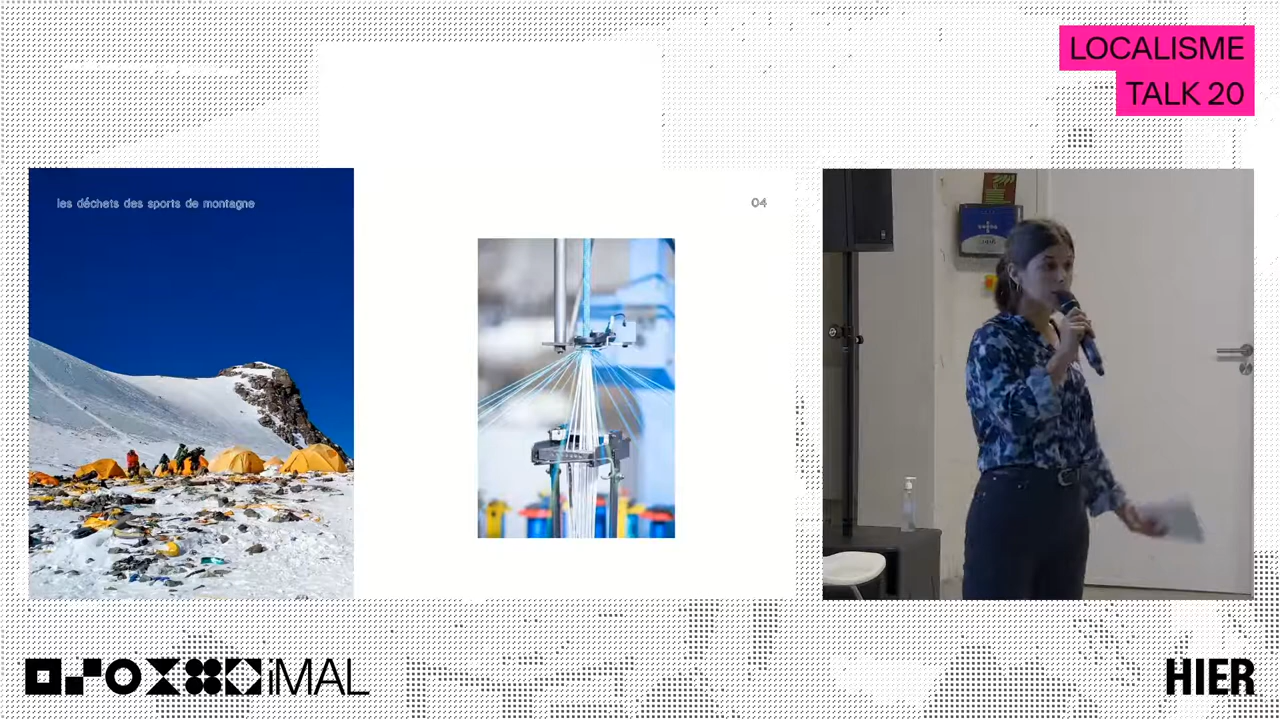 LOCALISME
TALK 20
les déchets des sports de montagne
04
iMAL
HIER